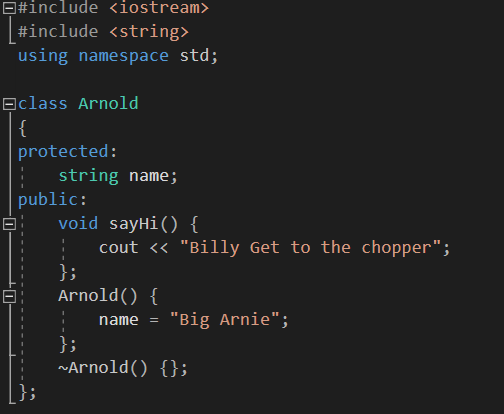 #include <iostream>
#include <string>
using namespace std;

class Arnold
{
protected:
    string name;
public:
    void sayHi() {
        cout << "Billy Get to the chopper";
    };
    Arnold() {
        name = "Big Arnie";
    };
    ~Arnold() {};
};